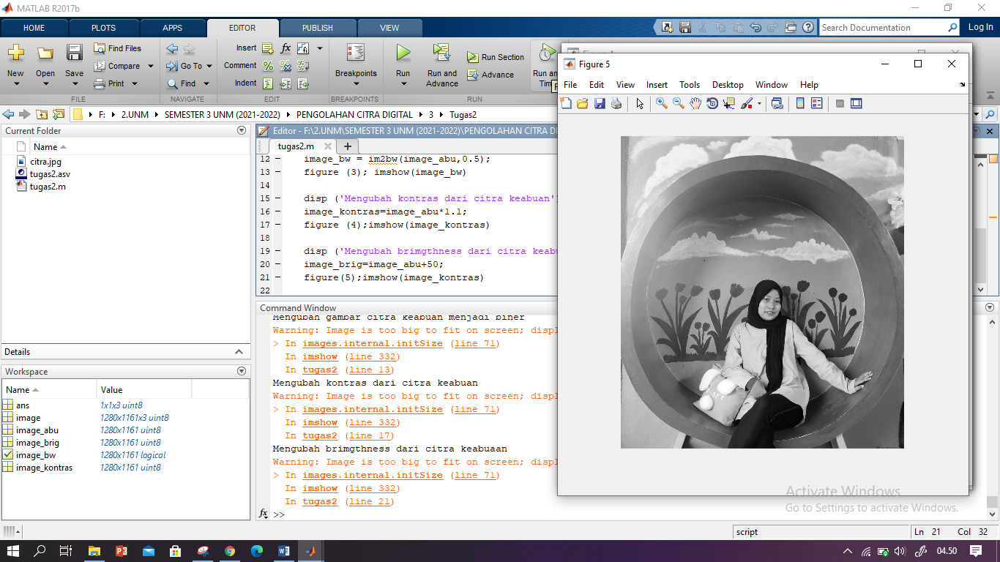 MATLAB R2017b
HOME PLOTS APPS EDITOR PUBLISH VIEW
Search Documentation
Log In
New Open Save
Find Files
Compare
Print
FILE
Go To
Find
NAVIGATE
Insert
Comment
Indent
EDIT
Breakpoints
BREAKPOINTS
Run
Run and Advance
Run Section
Advance
RUN
F: 2.UNM SEMESTER 3 UNM (2021-2022) PENGOLAHAN CITRA DIGITAL 3 Tugas2
Current Folder
Name
citra.jpg
tugas2.asv
tugas2.m
Details
Workspace
Name Value
ans 1x1x3 uint8
image 1280x1161x3 uint8
image_abu 1280x1161 uint8
image_brig 1280x1161 uint8
image_bw 1280x1161 logical
image_kontras 1280x1161 uint8
Editor - F:\2.UNM\SEMESTER 3 UNM (2021-2022)\PENGOLAHAN CITRA
tugas2.m
12 – image_bw = im2bw(image_abu,0.5);
13 – figure (3); imshow(image_bw)
14
15 – disp ('Mengubah kontras dari citra keabuan'
16 – image_kontras=image_abu*1.1;
17 – figure (4);imshow(image_kontras)
18
19 – disp ('Mengubah brimgthness dari citra
20 – image_brig=image_abu+50;
21 – figure(5);imshow(image_kontras)
22
Command Window
Mengubah gambar citra keabuan menjadi biner
Warning: Image is too big to fit on screen;
> In images.internal.initSize (line 71)
In imshow (line 332)
In tugas2 (line 13)
Mengubah kontras dari citra keabuan
Warning: Image is too big to fit on screen;
> In images.internal.initSize (line 71)
In imshow (line 332)
In tugas2 (line 17)
Mengubah brimgthness dari citra keabuaan
Warning: Image is too big to fit on screen;
> In images.internal.initSize (line 71)
In imshow (line 332)
In tugas2 (line 21)
fx >>
Figure 5
File Edit View Insert Tools Desktop Window Help
Activate Windows
Go to Settings to activate Windows.
script
Ln 21 Col 32
04.50